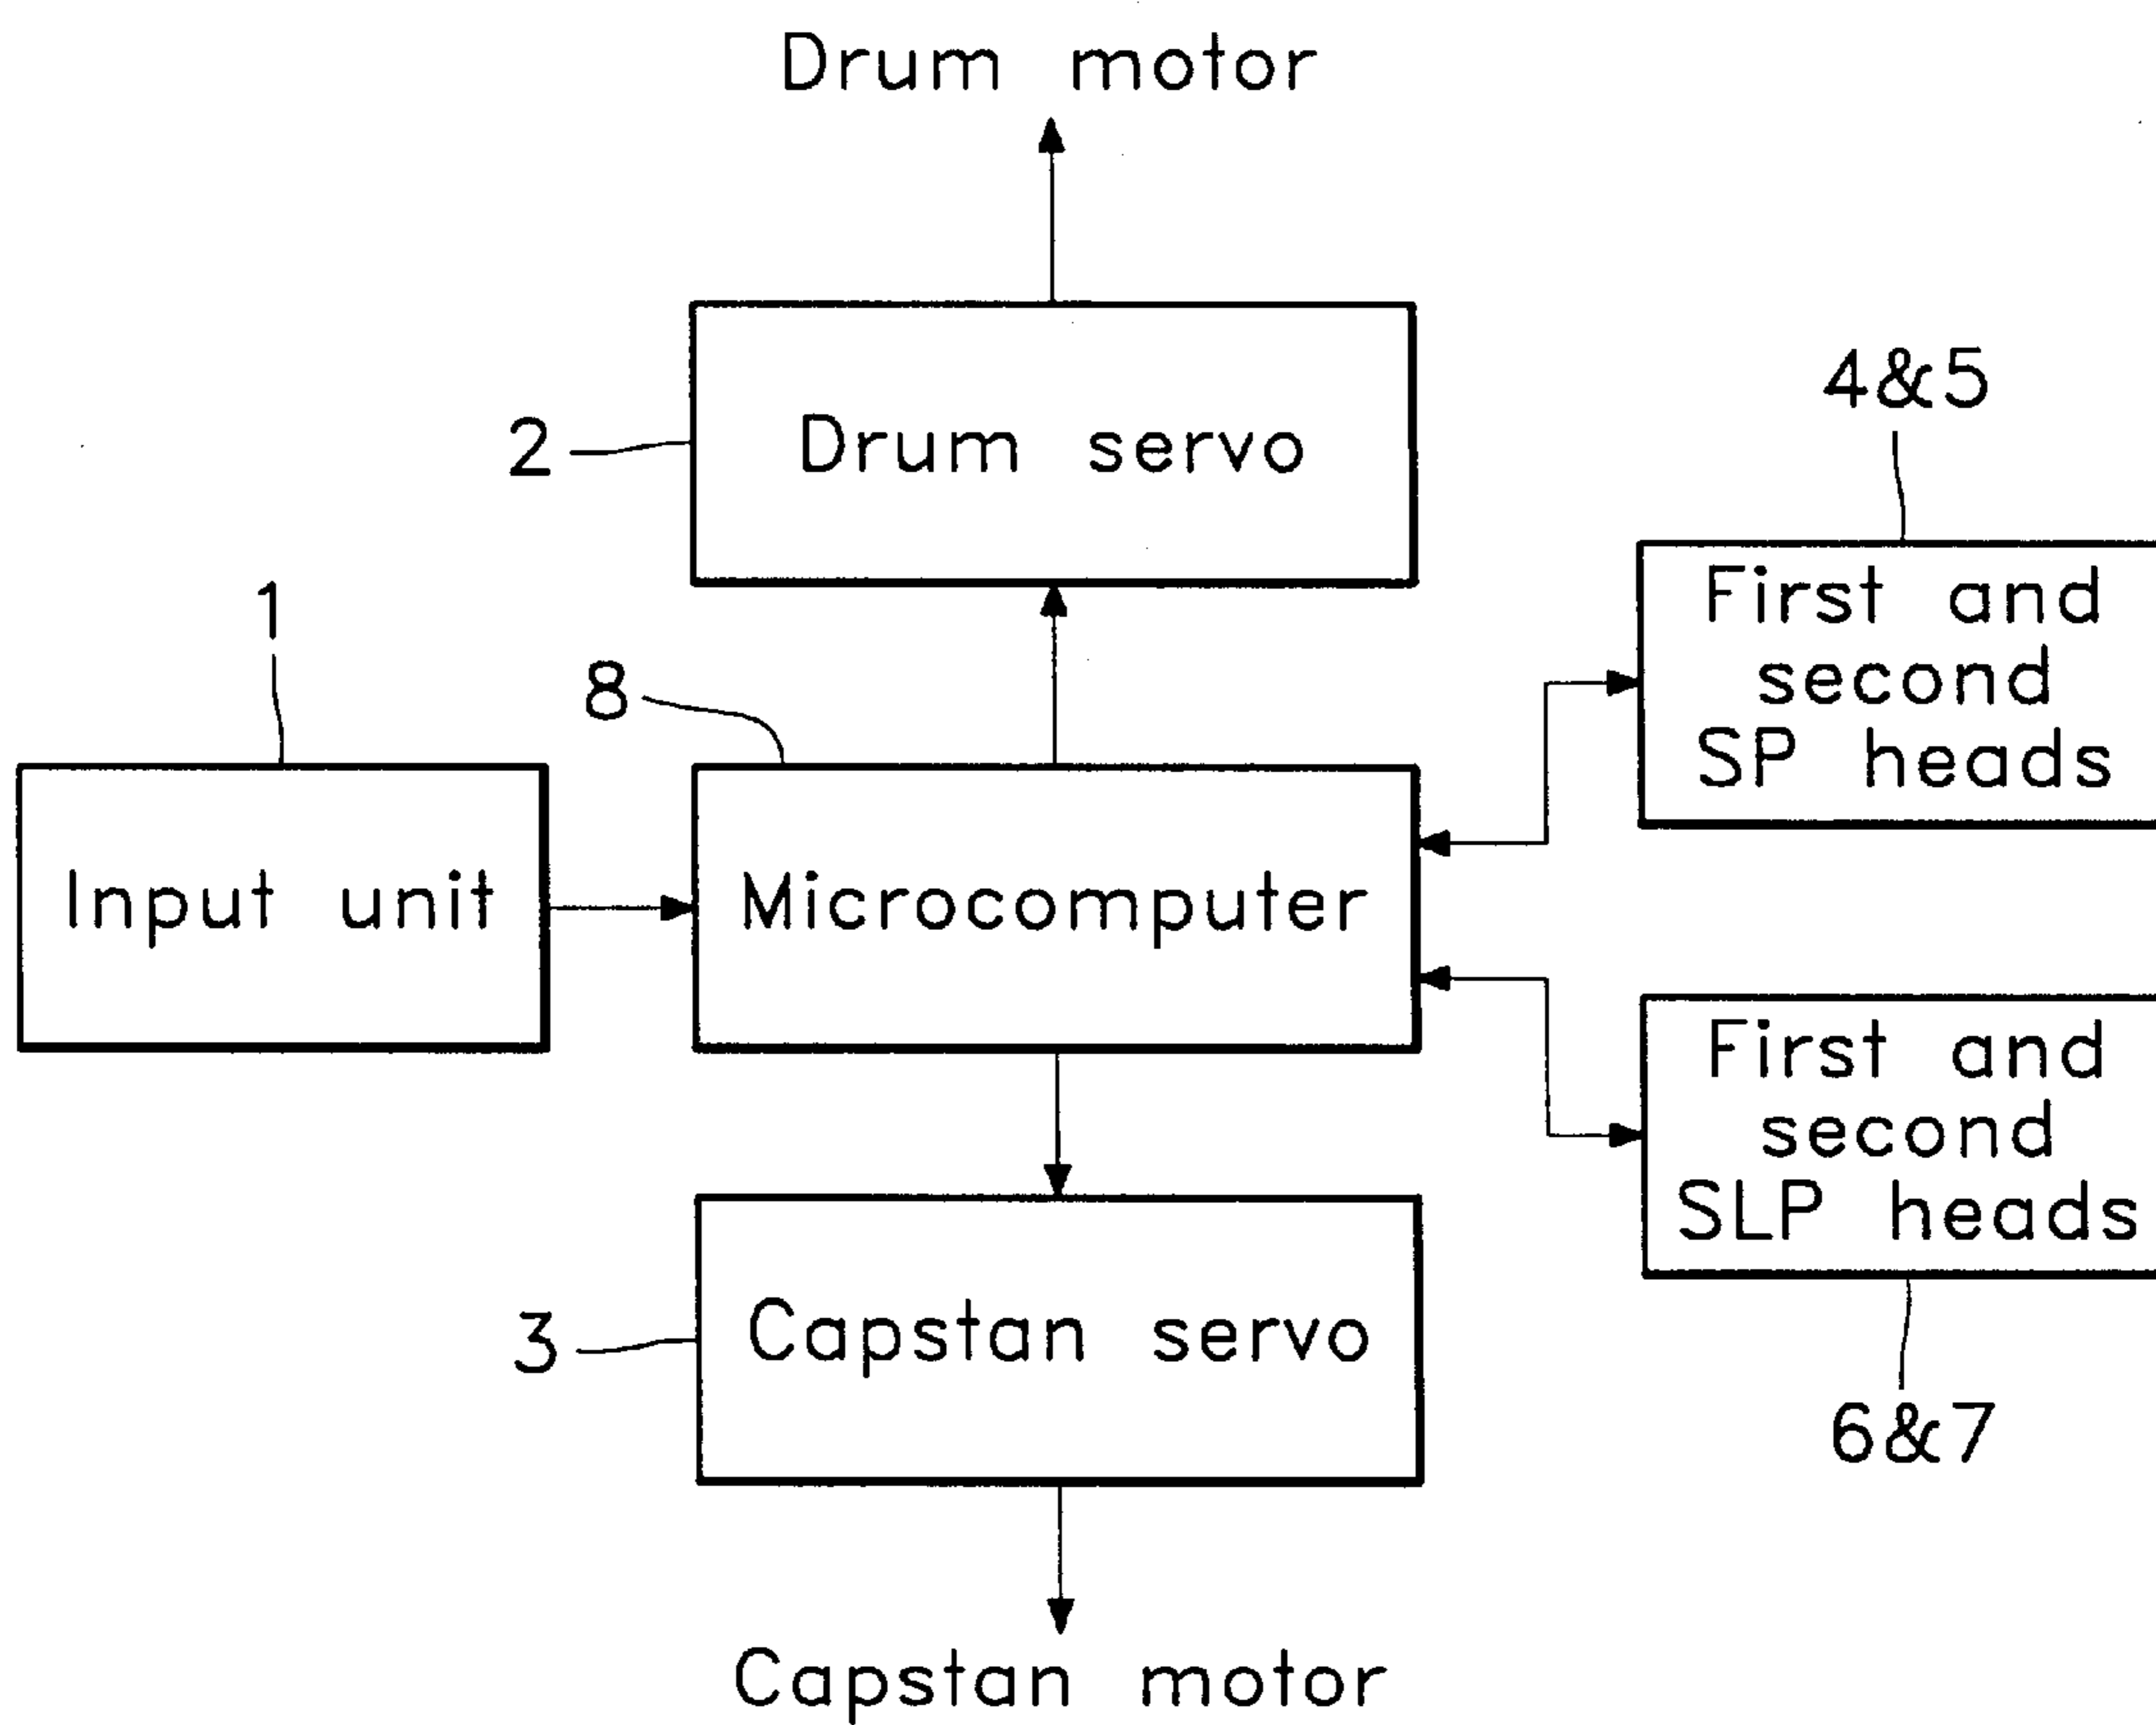 Drum motor
2
Drum servo
4&5
First and
second
SP heads
1
8
Input unit
Microcomputer
First and
second
SLP heads
3
Capstan servo
6&7
Capstan motor